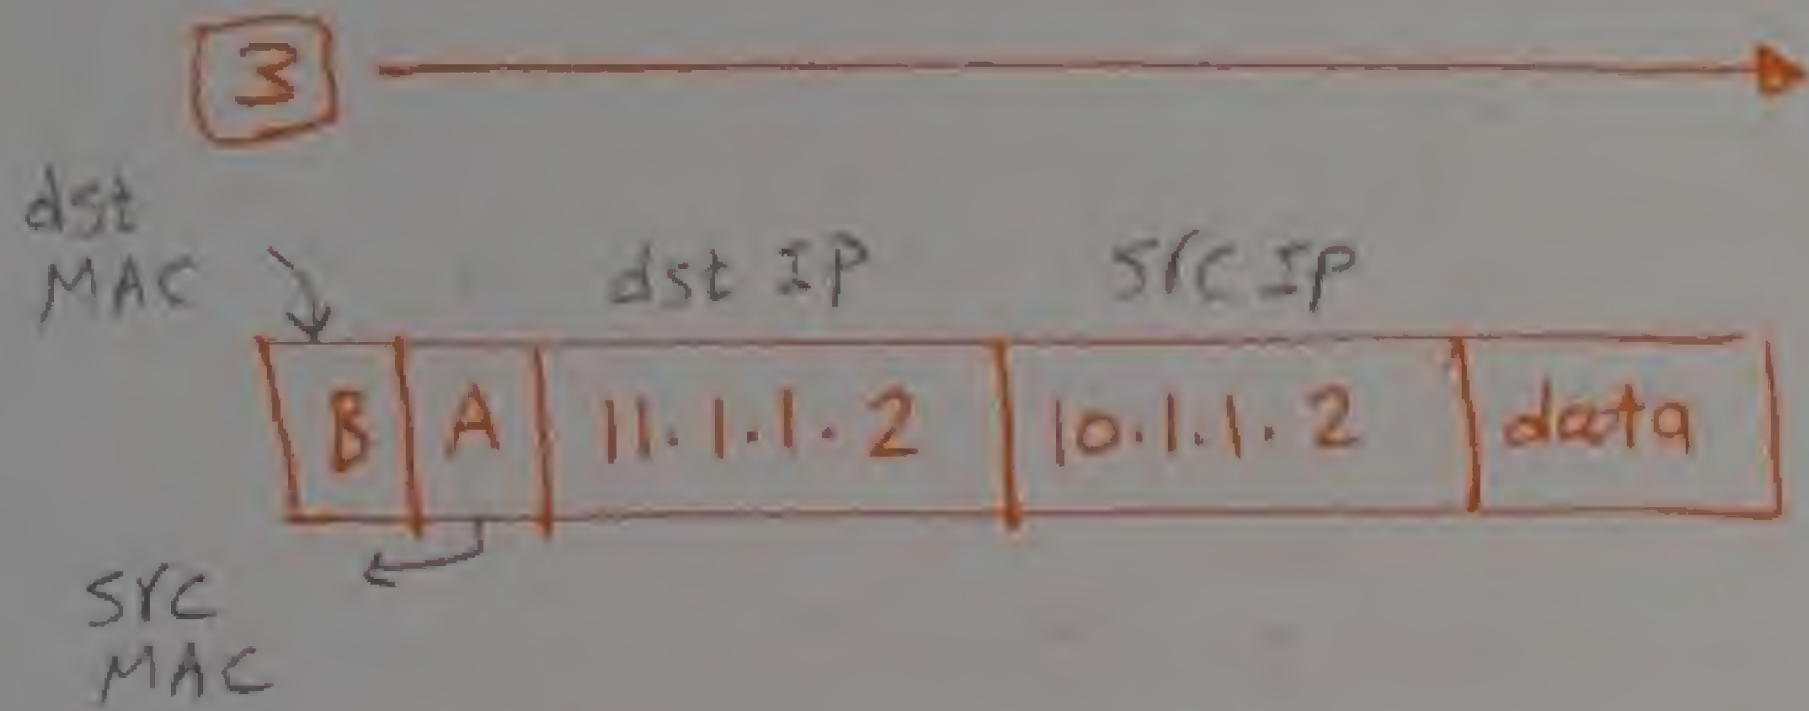 3
dst
MAC
dst IP
src IP
B
A
11.1.1.2
10.1.1.2
data
src
MAC